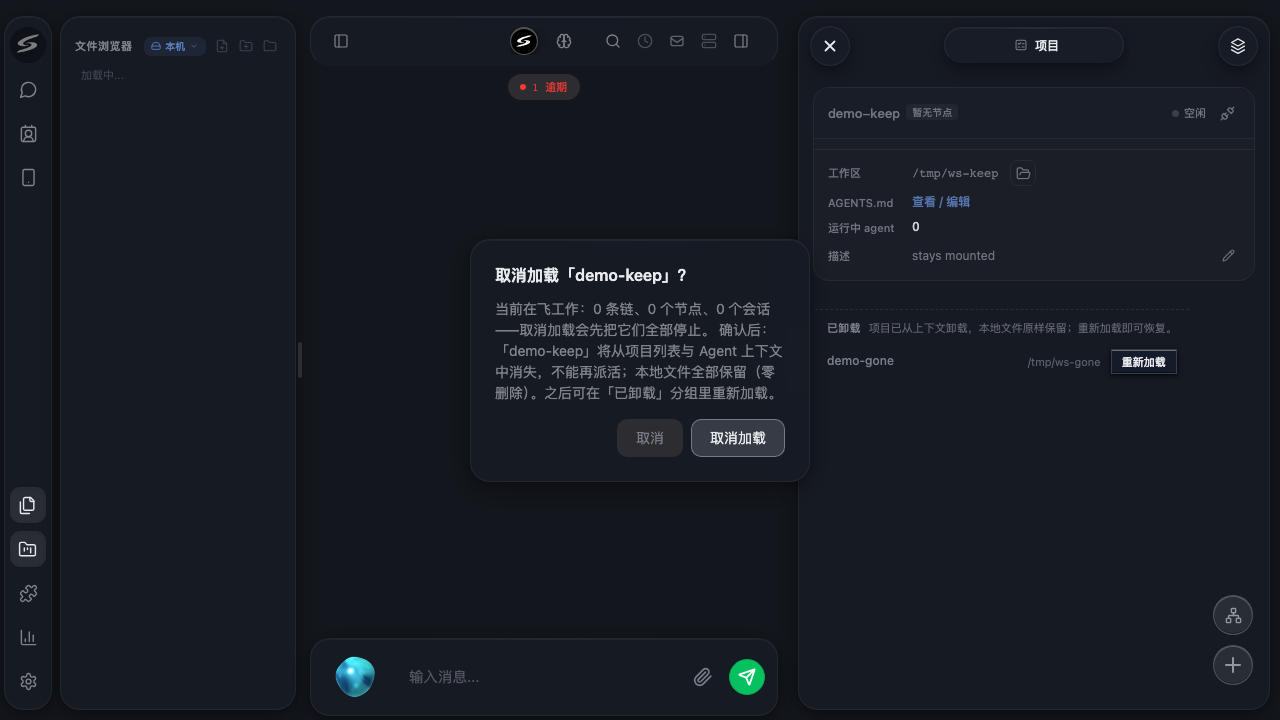 文件浏览器
本机
加载中...
1 逾期
输入消息...
项目
demo-keep
暂无节点
空闲
工作区
/tmp/ws-keep
AGENTS.md
查看 / 编辑
运行中 agent
0
描述
stays mounted
已卸载 项目已从上下文卸载，本地文件原样保留；重新加载即可恢复。
demo-gone
/tmp/ws-gone
重新加载
取消加载「demo-keep」?
当前在飞工作：0 条链、0 个节点、0 个会话
——取消加载会先把它们全部停止。 确认后：
「demo-keep」将从项目列表与 Agent 上下文
中消失，不能再派活；本地文件全部保留（零
删除）。之后可在「已卸载」分组里重新加载。
取消
取消加载